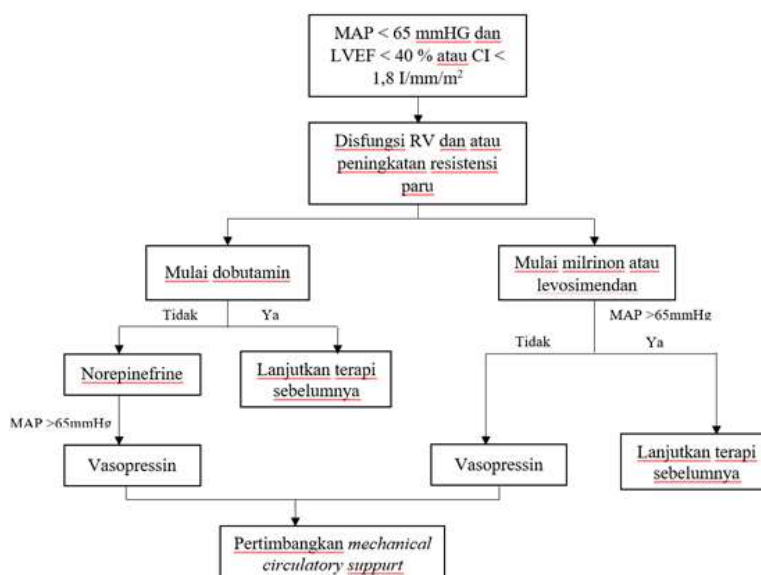 MAP < 65 mmHG dan
LVEF < 40 % atau CI <
1,8 I/mm/m²
Disfungsi RV dan atau
peningkatan resistensi
paru
Mulai dobutamin
Mulai milrinon atau
levosimendan
Tidak
Ya
MAP >65mmHg
Tidak
Ya
Norepinefrine
Lanjutkan terapi
sebelumnya
MAP >65mmHg
Vasopressin
Vasopressin
Lanjutkan terapi
sebelumnya
Pertimbangkan mechanical
circulatory suppurt